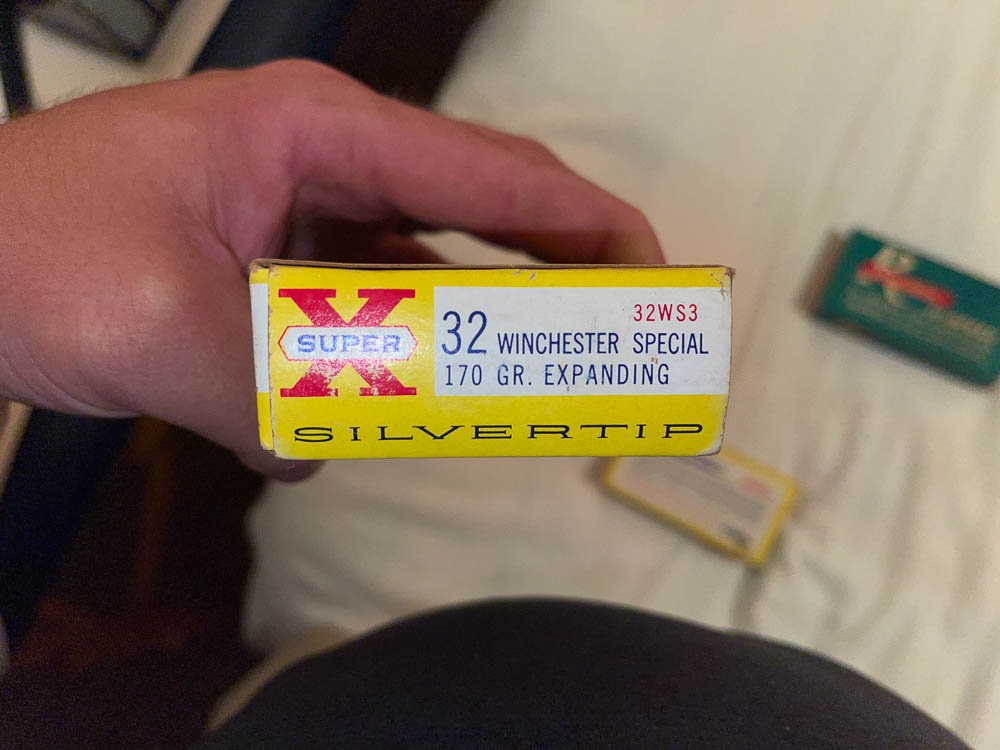 X
SUPER
32WS3
32 WINCHESTER SPECIAL
170 GR. EXPANDING
SILVERTIP